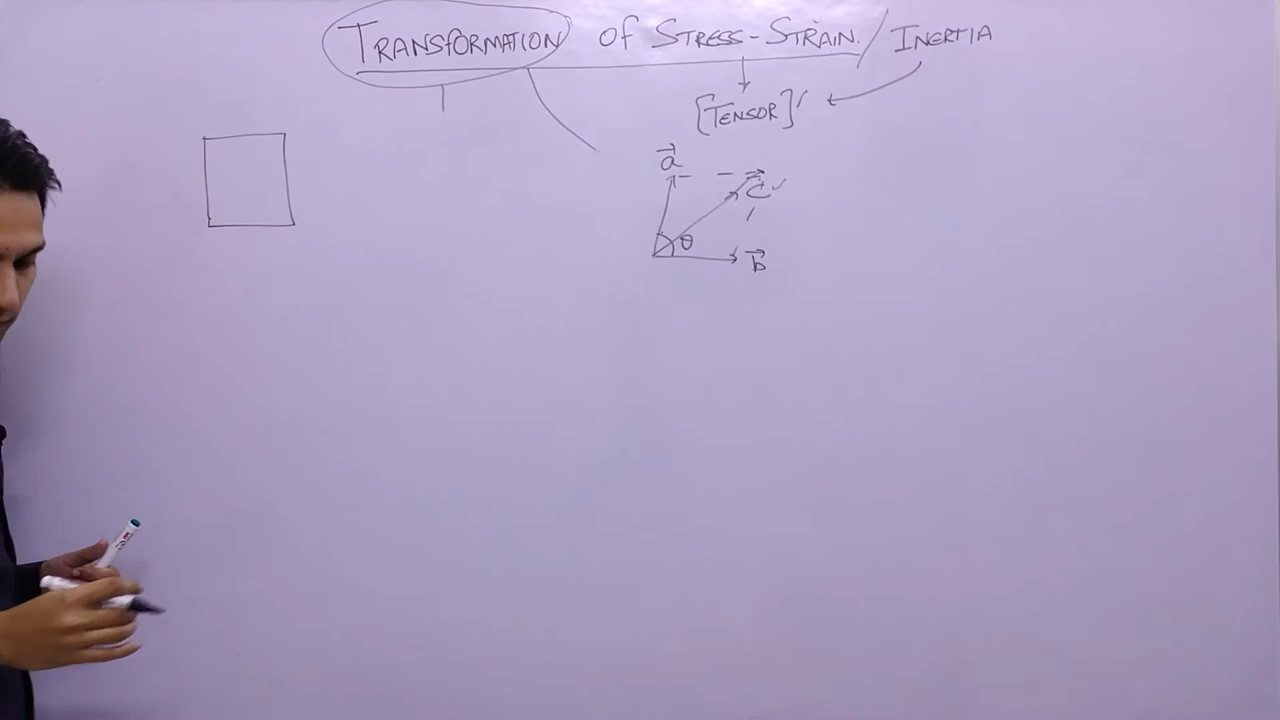 TRANSFORMATION Of STRESS-STRAIN. / INERTIA
[TENSOR]'
a
c
θ
b